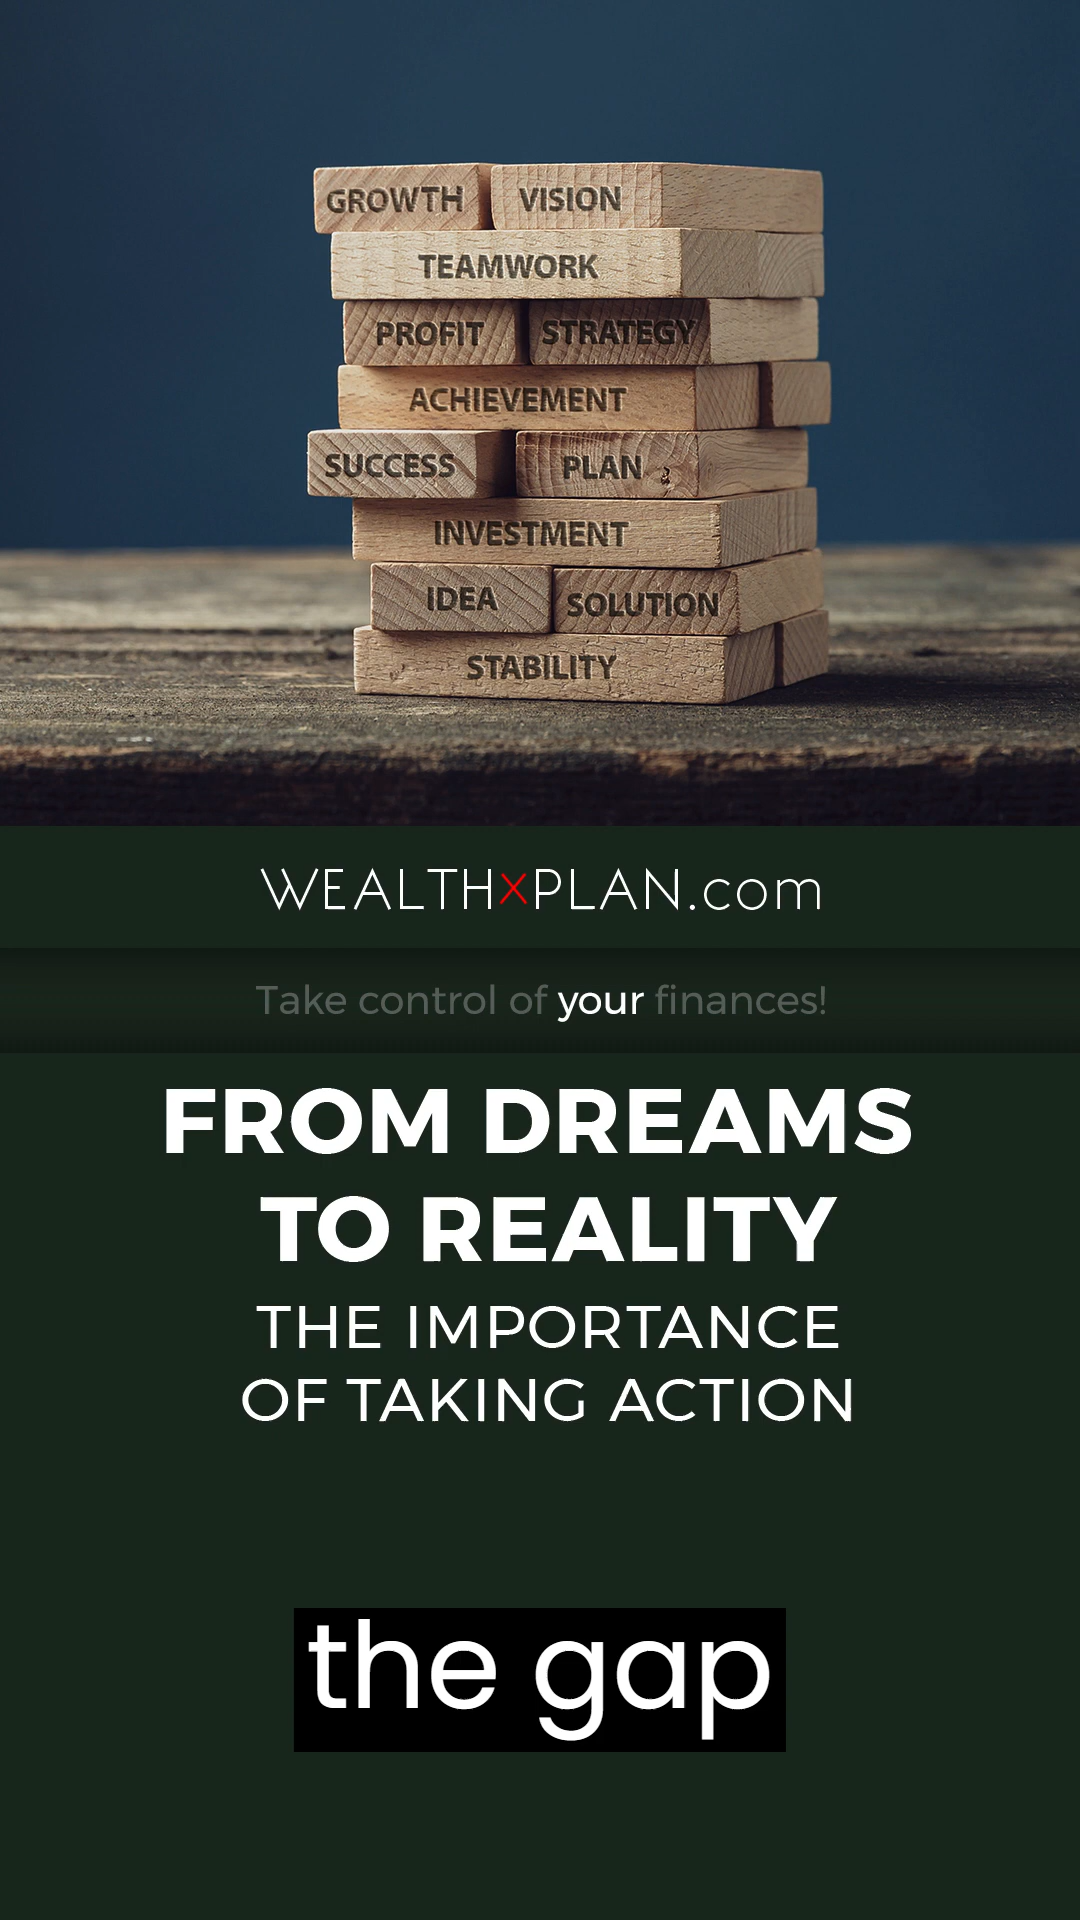 GROWTH VISION
TEAMWORK
PROFIT STRATEGY
ACHIEVEMENT
SUCCESS PLAN
INVESTMENT
IDEA SOLUTION
STABILITY
WEALTHXPLAN.com
Take control of your finances!
FROM DREAMS
TO REALITY
THE IMPORTANCE
OF TAKING ACTION
the gap